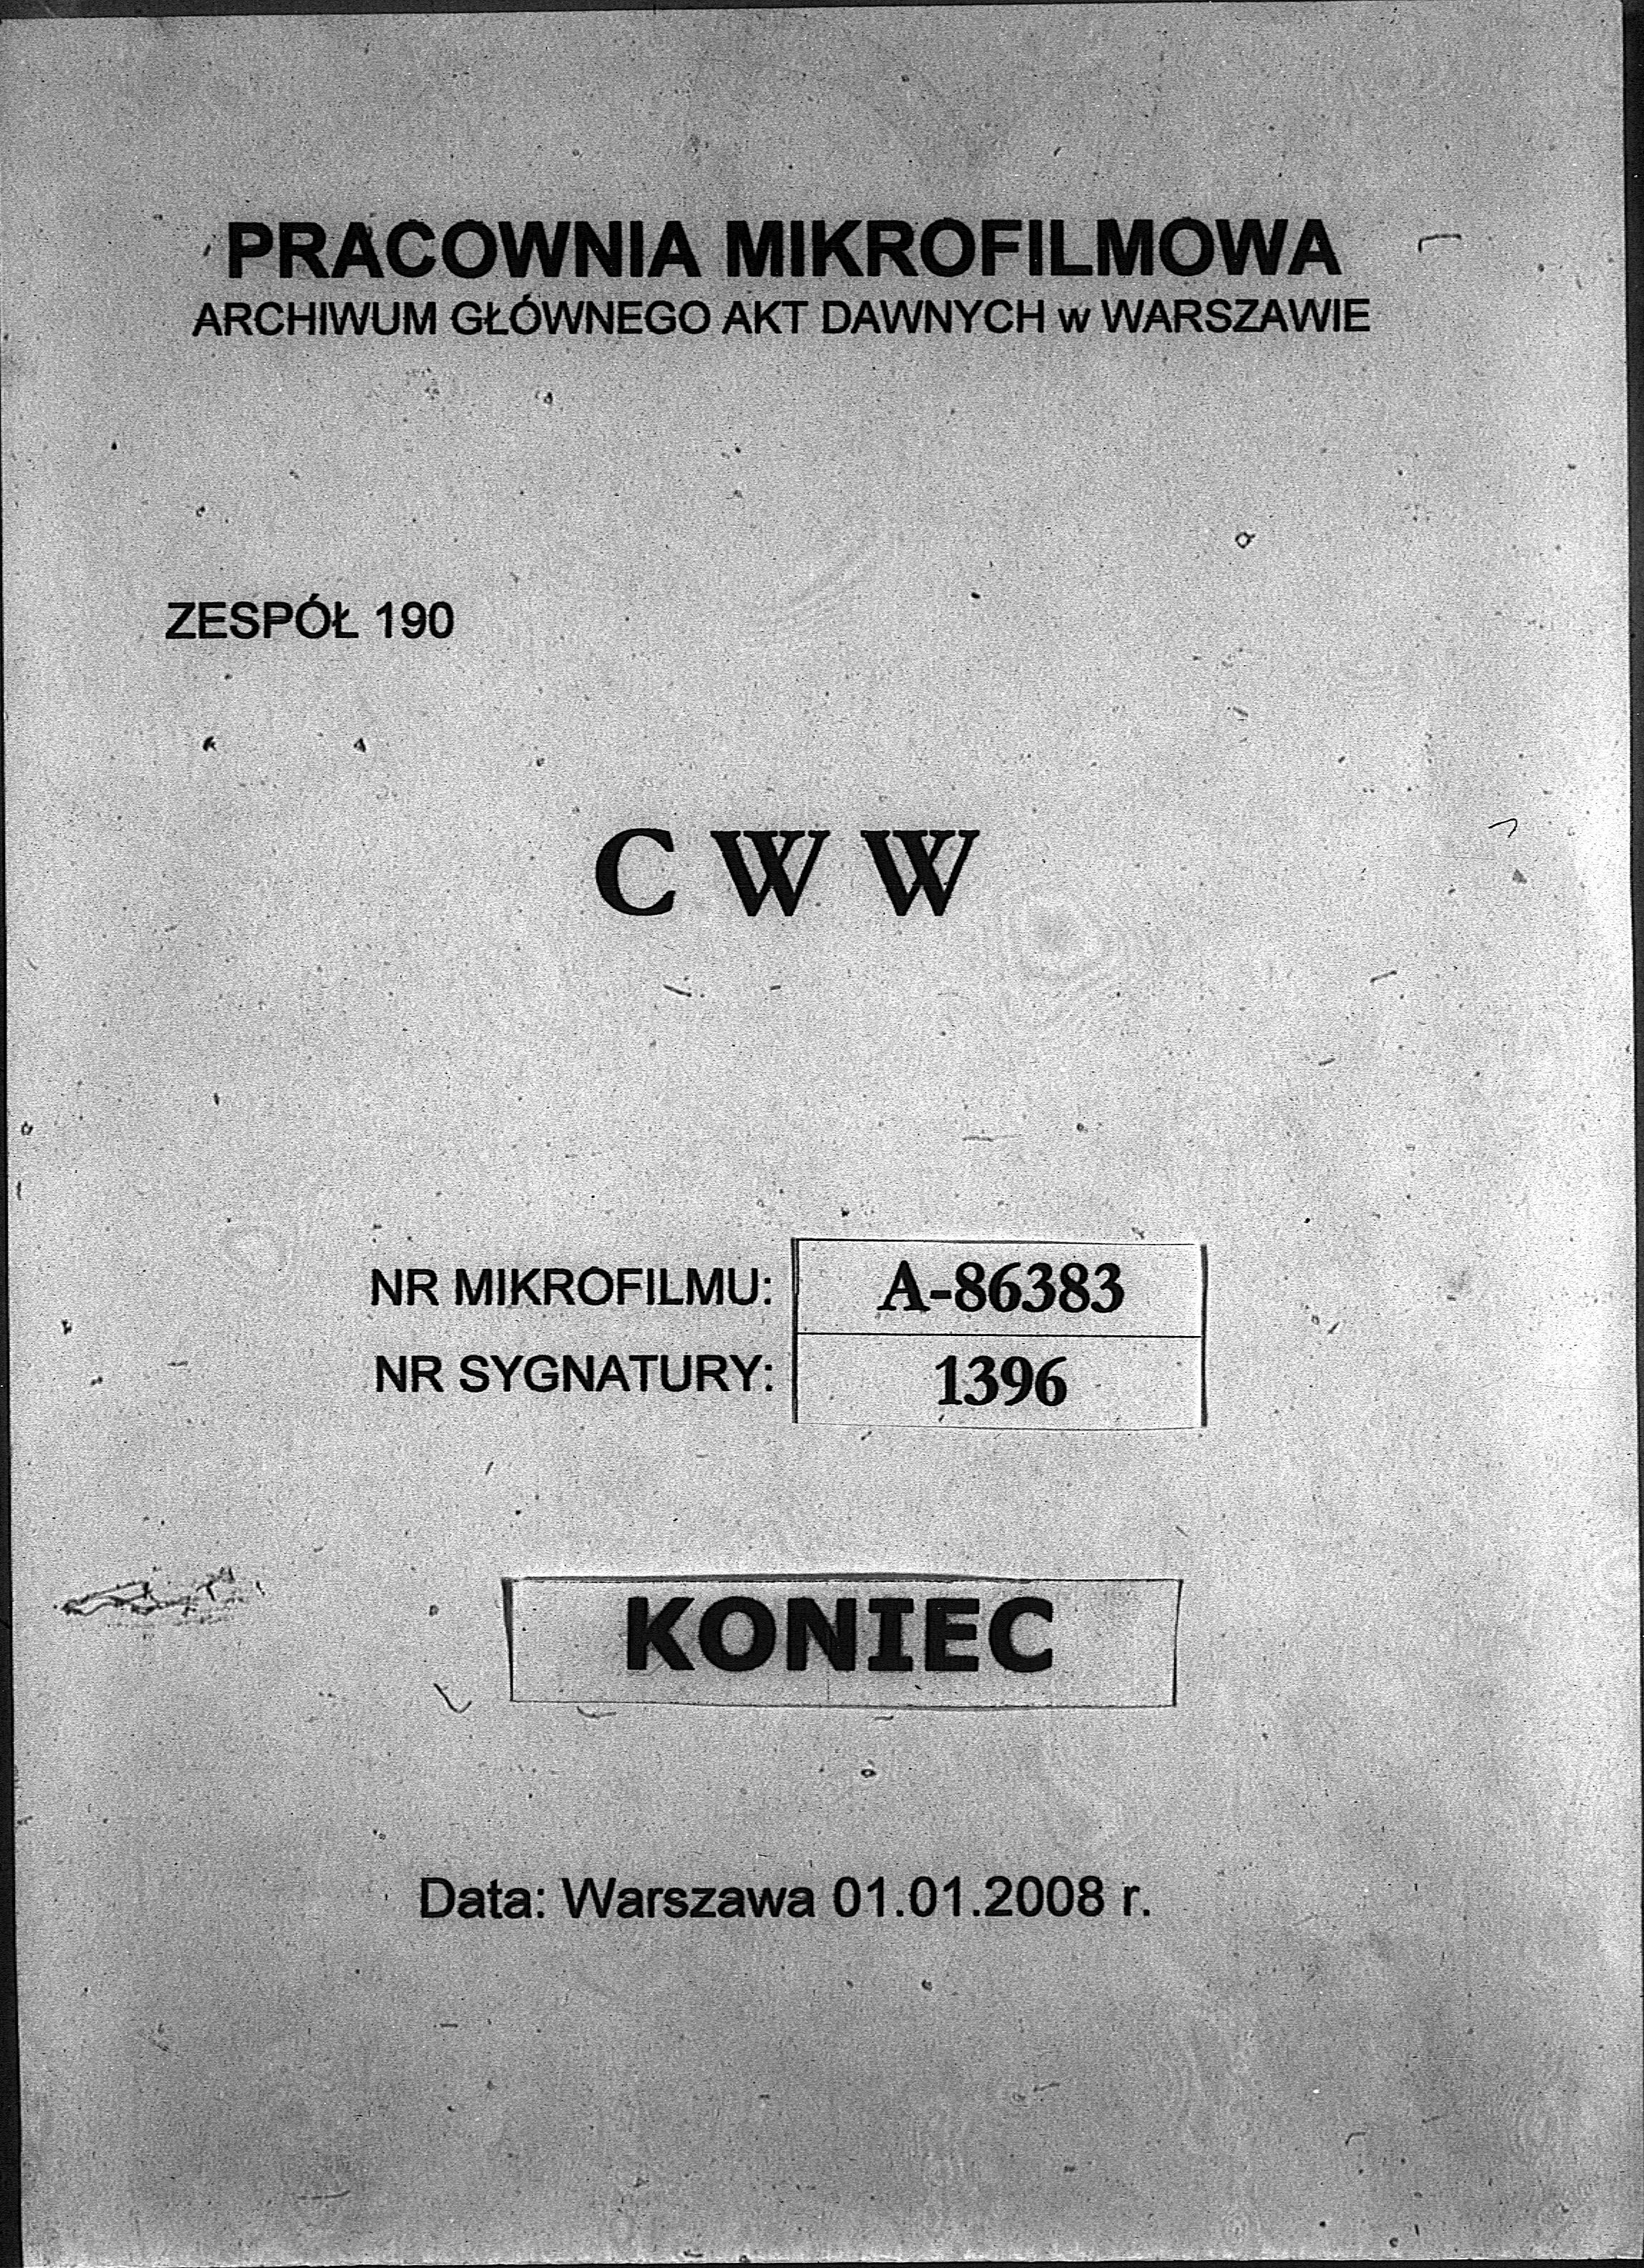 PRACOWNIA MIKROFILMOWA
ARCHIWUM GŁÓWNEGO AKT DAWNYCH w WARSZAWIE
ZESPÓŁ 190
C W W
NR MIKROFILMU: A-86383
NR SYGNATURY: 1396
KONIEC
Data: Warszawa 01.01.2008 r.